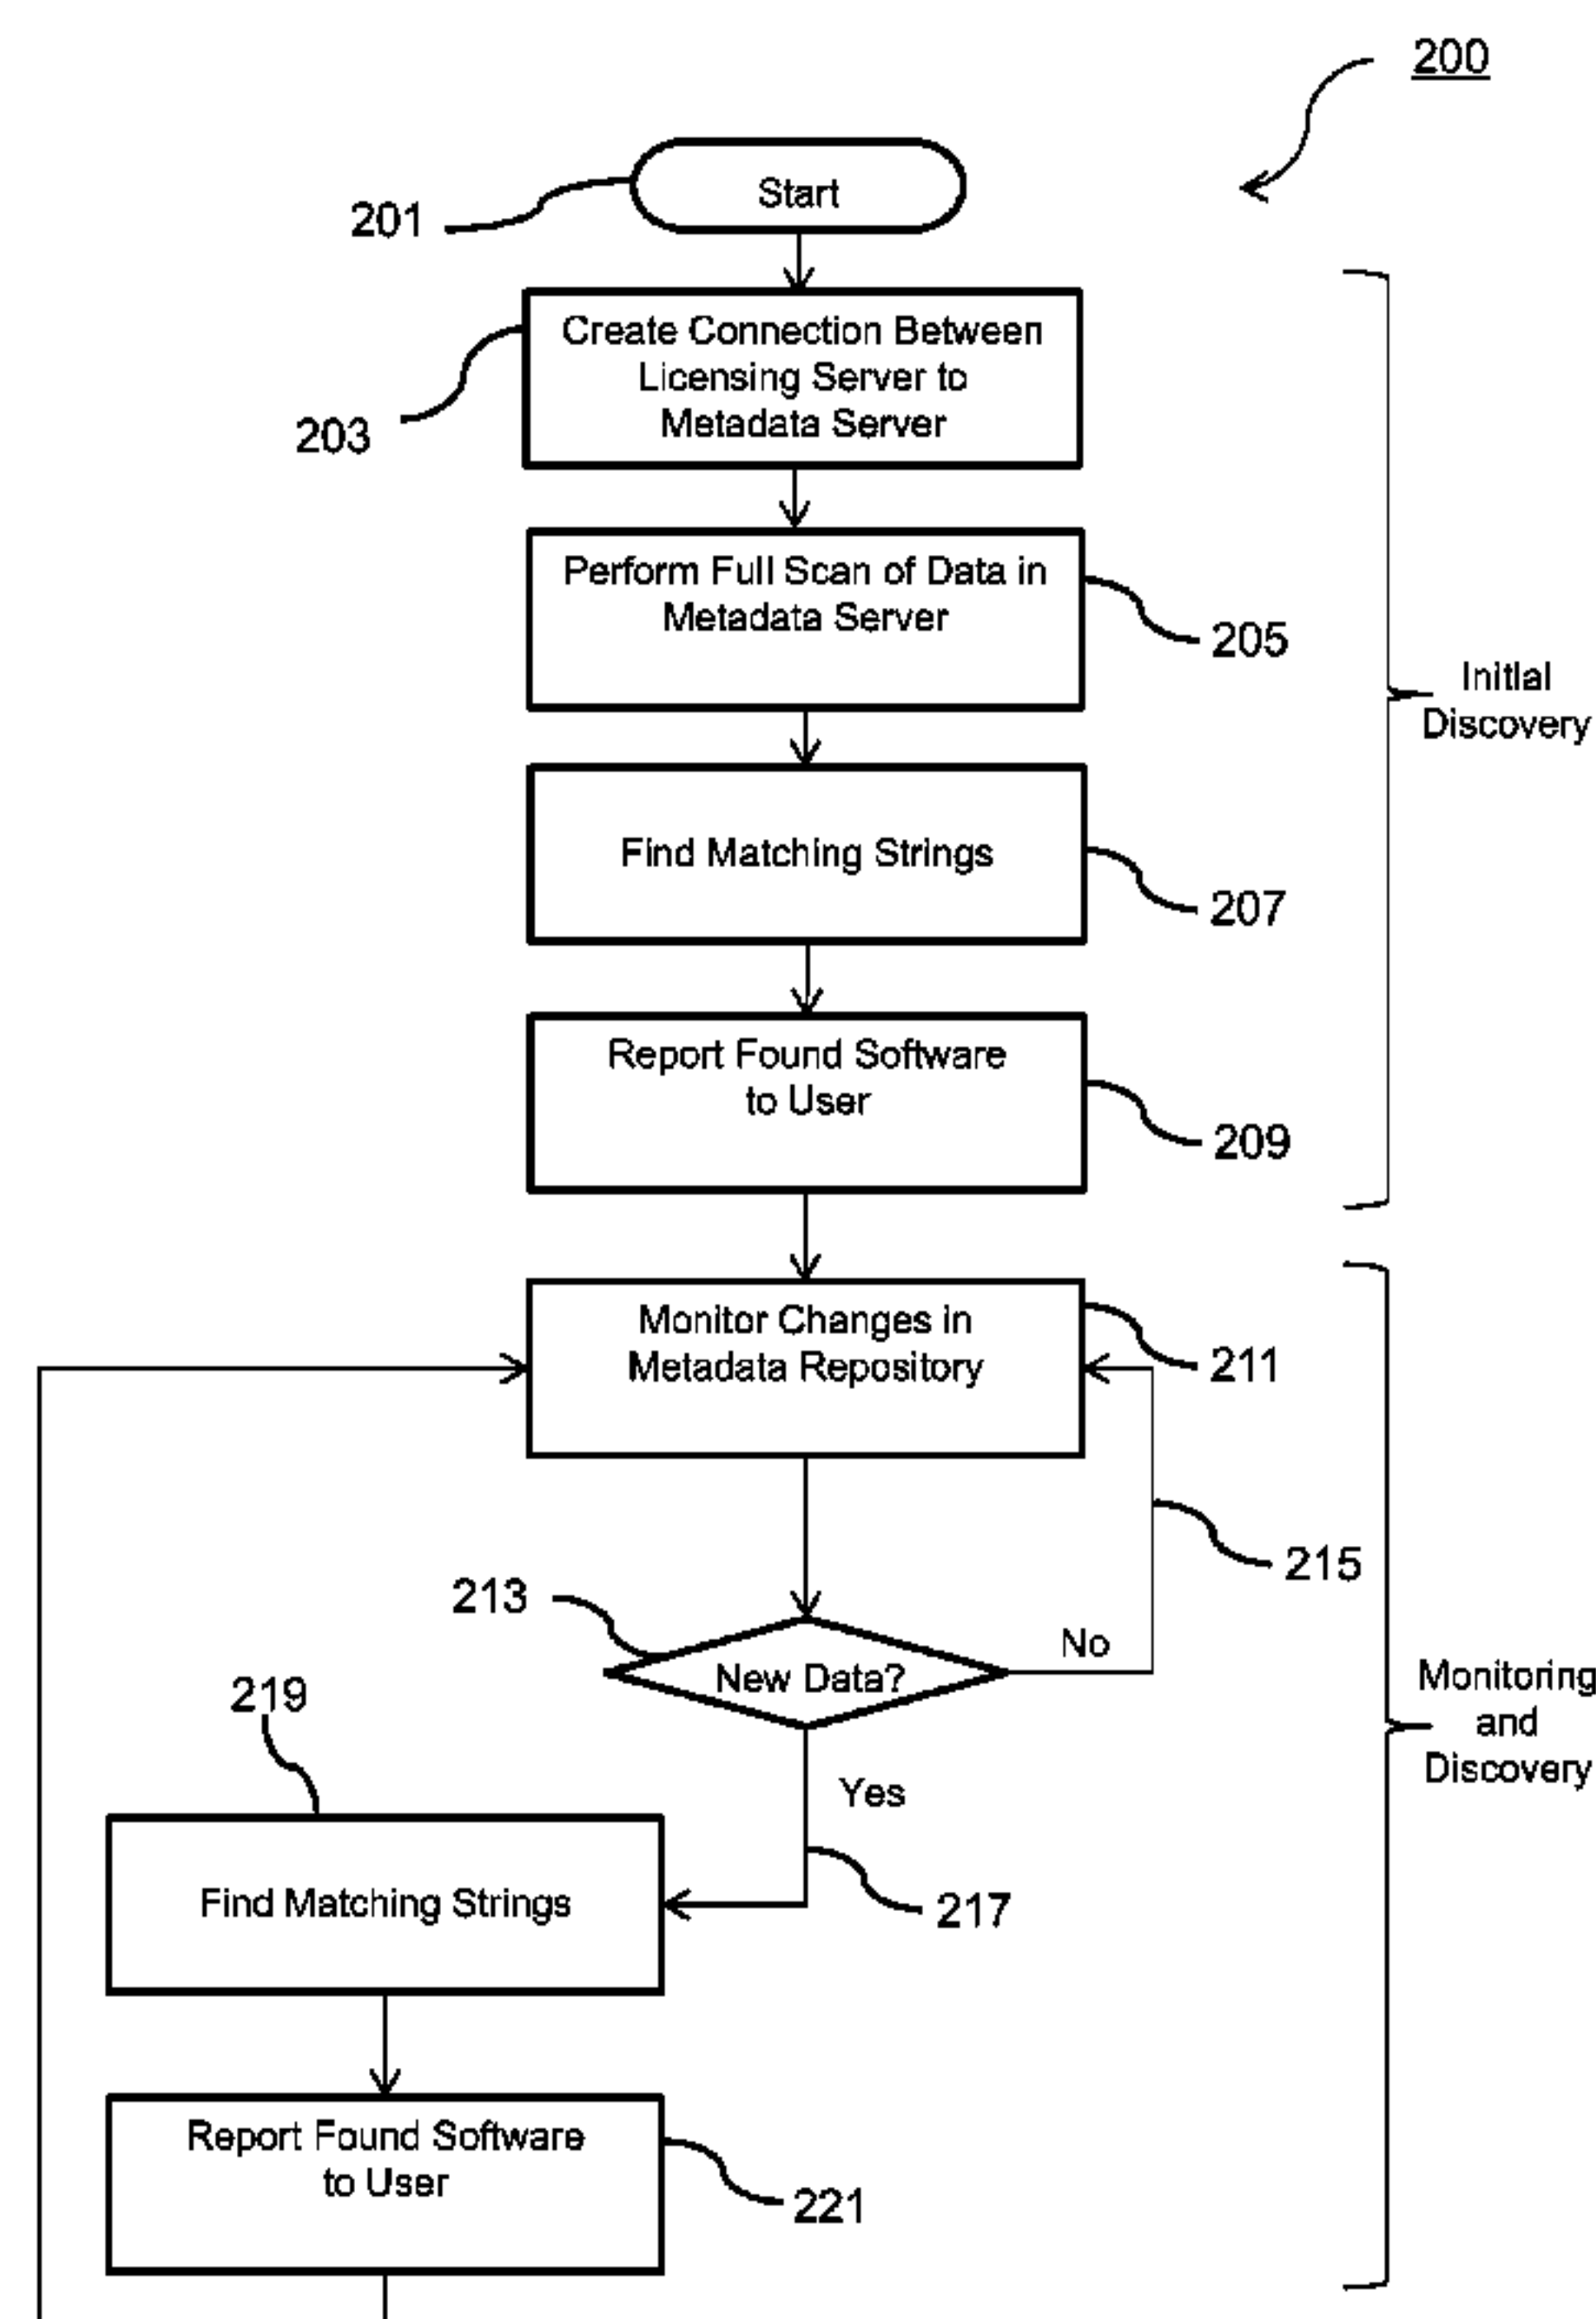 200
Start
201
Create Connection Between
Licensing Server to
Metadata Server
203
Perform Full Scan of Data in
Metadata Server
205
Initial
Discovery
Find Matching Strings
207
Report Found Software
to User
209
Monitor Changes in
Metadata Repository
211
215
213
No
New Data?
Monitoring
and
Discovery
219
Yes
Find Matching Strings
217
Report Found Software
to User
221